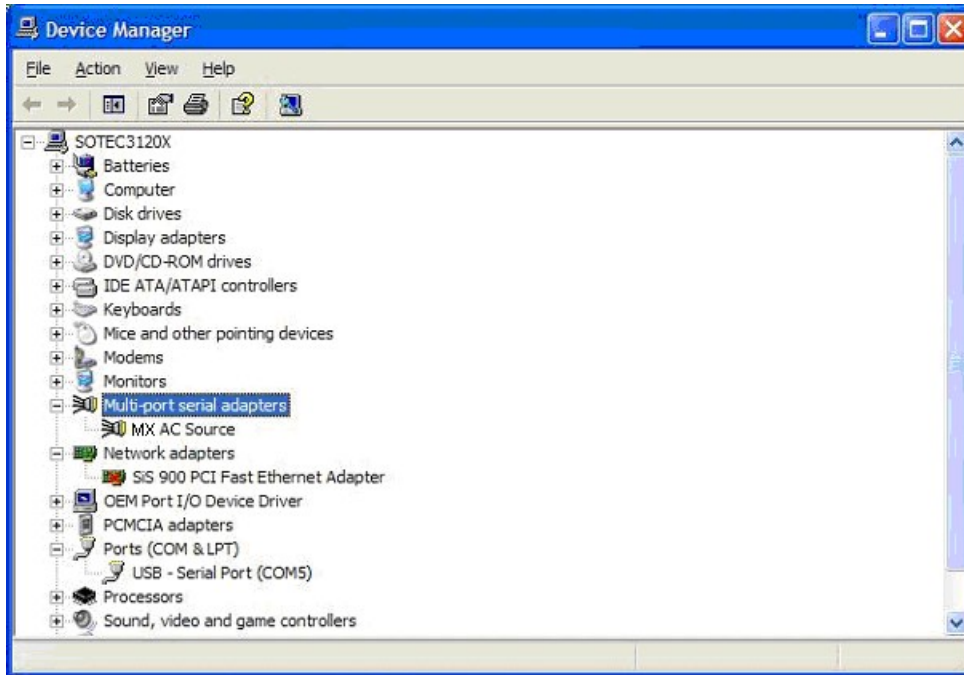 Device Manager
File Action View Help
SOTEC3120X
Batteries
Computer
Disk drives
Display adapters
DVD/CD-ROM drives
IDE ATA/ATAPI controllers
Keyboards
Mice and other pointing devices
Modems
Monitors
Multi-port serial adapters
MX AC Source
Network adapters
SiS 900 PCI Fast Ethernet Adapter
OEM Port I/O Device Driver
PCMCIA adapters
Ports (COM & LPT)
USB - Serial Port (COM5)
Processors
Sound, video and game controllers